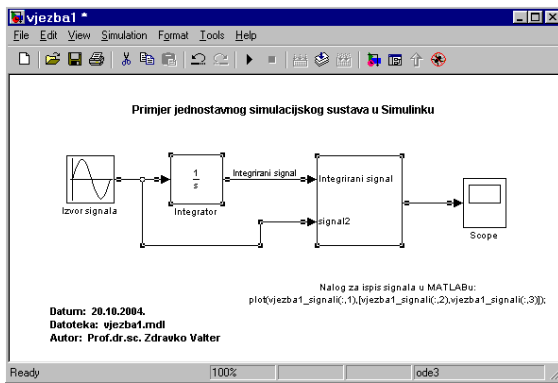 vjezba1 *
File Edit View Simulation Format Tools Help
Primjer jednostavnog simulacijskog sustava u Simulinku
1
s
Integrirani signal
Integrirani signal
signal2
Izvor signala
Integrator
Scope
Nalog za ispis signala u MATLABu:
plot(vjezba1_signali(:,1),[vjezba1_signali(:,2),vjezba1_signali(:,3)]);
Datum: 20.10.2004.
Datoteka: vjezba1.mdl
Autor: Prof.dr.sc. Zdravko Valter
Ready 100% ode3